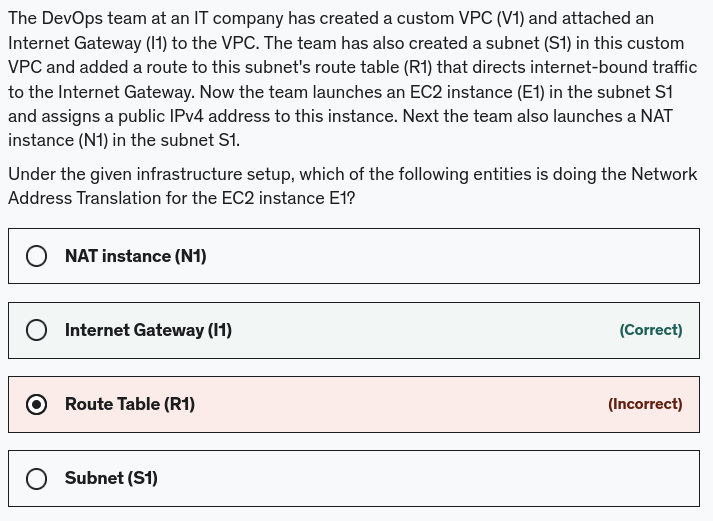 The DevOps team at an IT company has created a custom VPC (V1) and attached an
Internet Gateway (I1) to the VPC. The team has also created a subnet (S1) in this custom
VPC and added a route to this subnet's route table (R1) that directs internet-bound traffic
to the Internet Gateway. Now the team launches an EC2 instance (E1) in the subnet S1
and assigns a public IPv4 address to this instance. Next the team also launches a NAT
instance (N1) in the subnet S1.
Under the given infrastructure setup, which of the following entities is doing the Network
Address Translation for the EC2 instance E1?
NAT instance (N1)
Internet Gateway (I1) (Correct)
Route Table (R1) (Incorrect)
Subnet (S1)